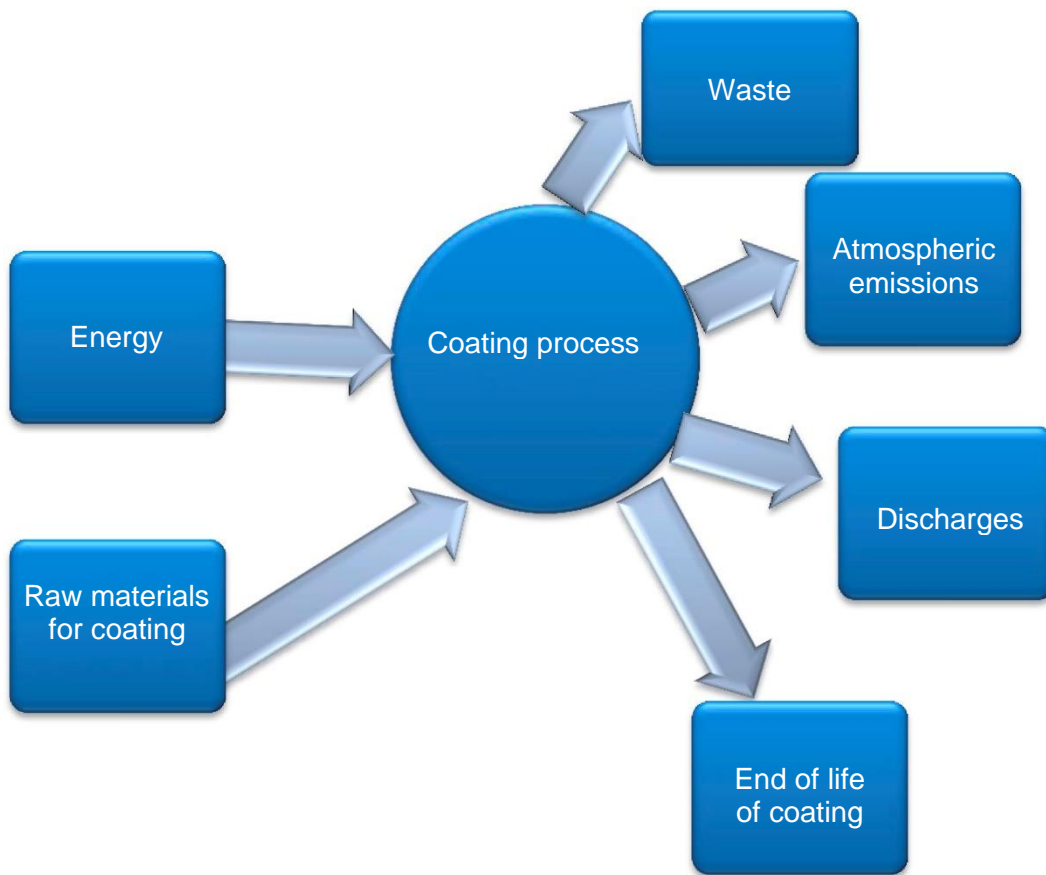 Waste
Atmospheric
emissions
Energy
Coating process
Discharges
Raw materials
for coating
End of life
of coating